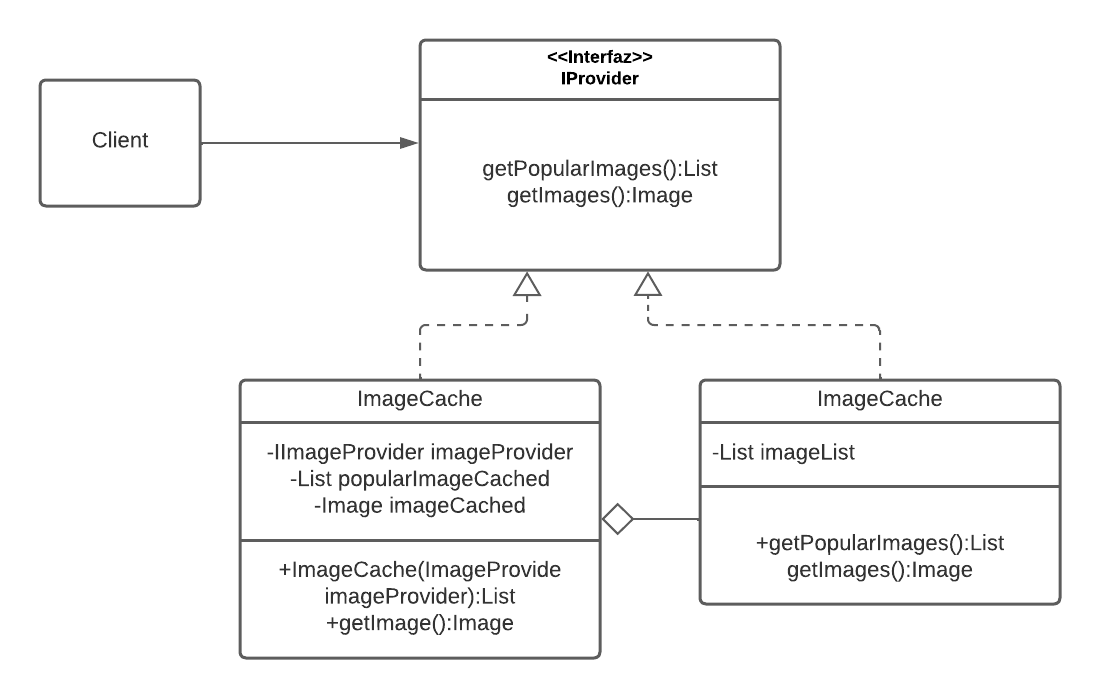 Client
<<Interfaz>>
IProvider
getPopularImages():List
getImages():Image
ImageCache
-IImageProvider imageProvider
-List popularImageCached
-Image imageCached
+ImageCache(ImageProvide
imageProvider):List
+getImage():Image
ImageCache
-List imageList
+getPopularImages():List
getImages():Image